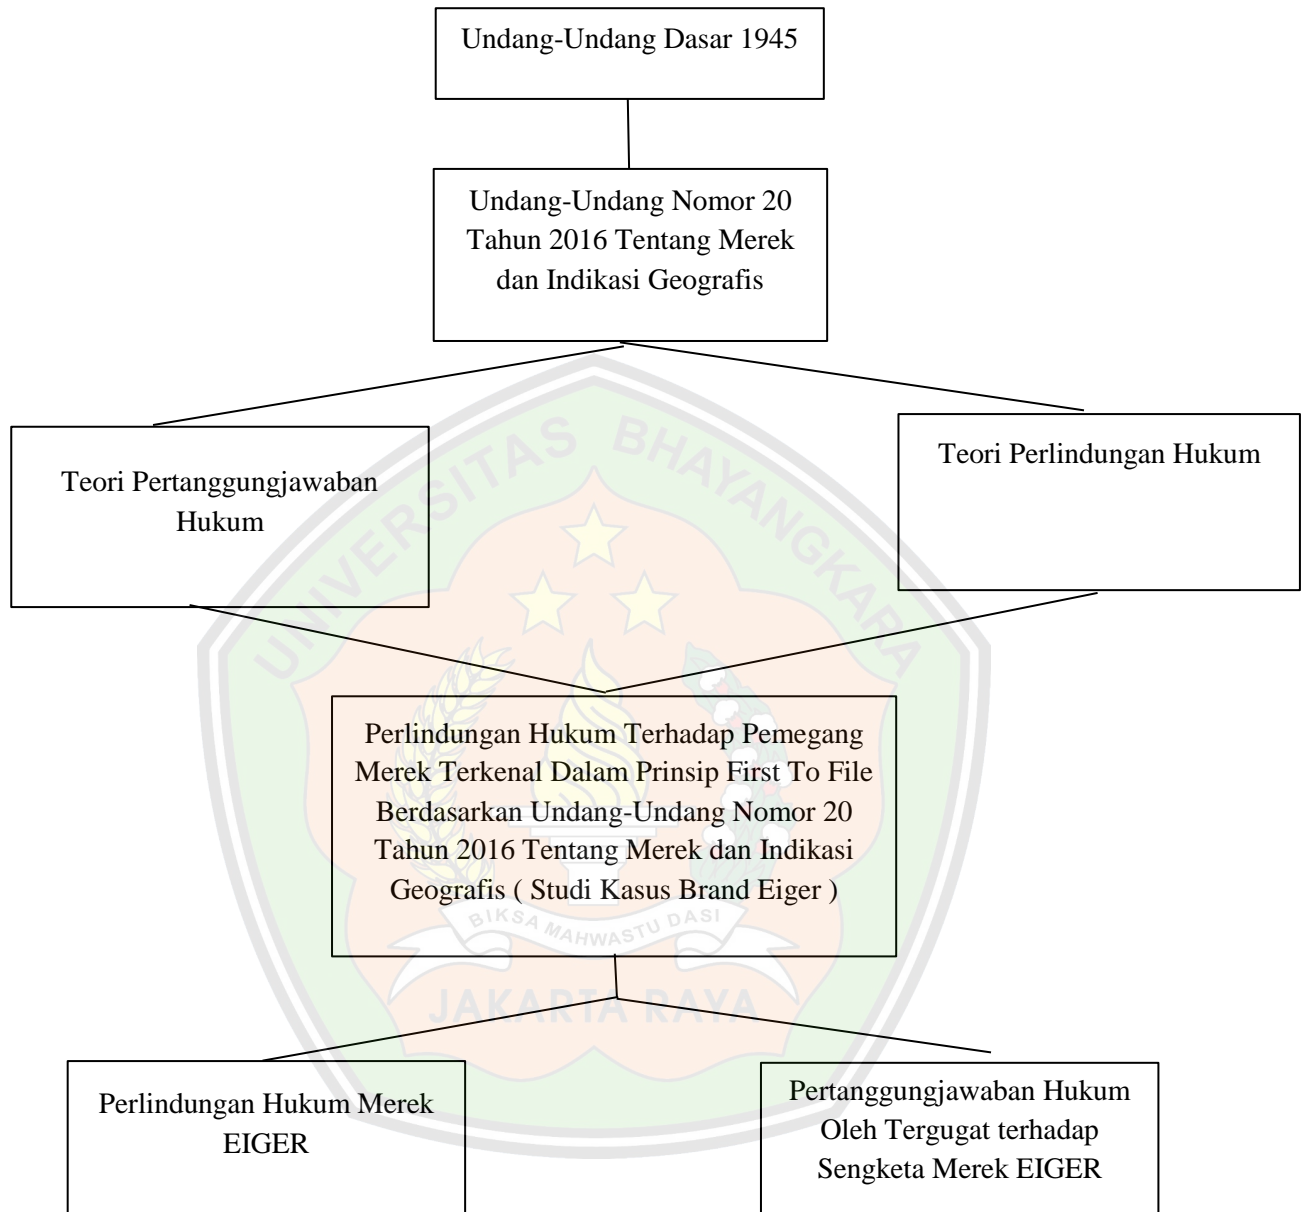 Undang-Undang Dasar 1945
Undang-Undang Nomor 20
Tahun 2016 Tentang Merek
dan Indikasi Geografis
Teori Pertanggungjawaban
Hukum
Teori Perlindungan Hukum
Perlindungan Hukum Terhadap Pemegang
Merek Terkenal Dalam Prinsip First To File
Berdasarkan Undang-Undang Nomor 20
Tahun 2016 Tentang Merek dan Indikasi
Geografis ( Studi Kasus Brand Eiger )
Perlindungan Hukum Merek
EIGER
Pertanggungjawaban Hukum
Oleh Tergugat terhadap
Sengketa Merek EIGER
UNIVERSITAS BHAYANGKARA
BIKSA MAHWASTU DASI
JAKARTA RAYA